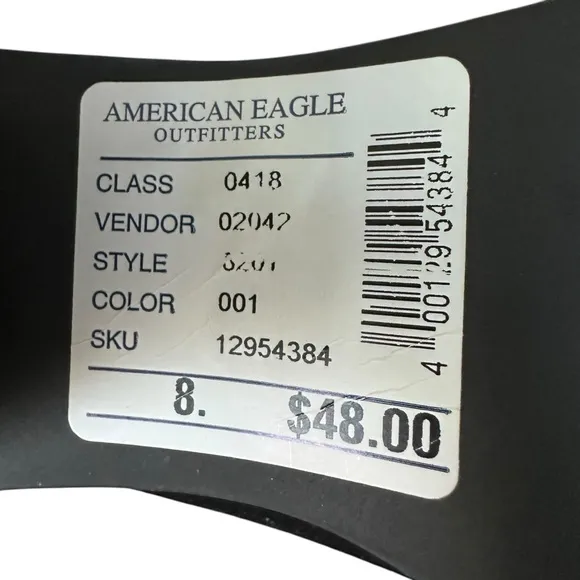 AMERICAN EAGLE
OUTFITTERS
CLASS 0418
VENDOR 02042
STYLE
COLOR 001
SKU 12954384
8. $48.00
4 00129 54384 4